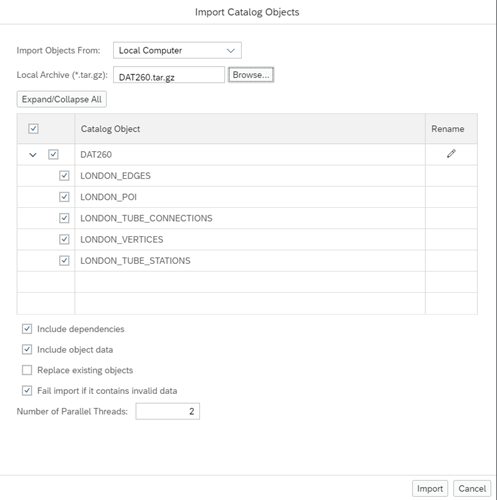 Import Catalog Objects
Import Objects From: Local Computer
Local Archive (*.tar.gz): DAT260.tar.gz Browse...
Expand/Collapse All
Catalog Object Rename
DAT260
LONDON_EDGES
LONDON_POI
LONDON_TUBE_CONNECTIONS
LONDON_VERTICES
LONDON_TUBE_STATIONS
Include dependencies
Include object data
Replace existing objects
Fail import if it contains invalid data
Number of Parallel Threads: 2
Import Cancel